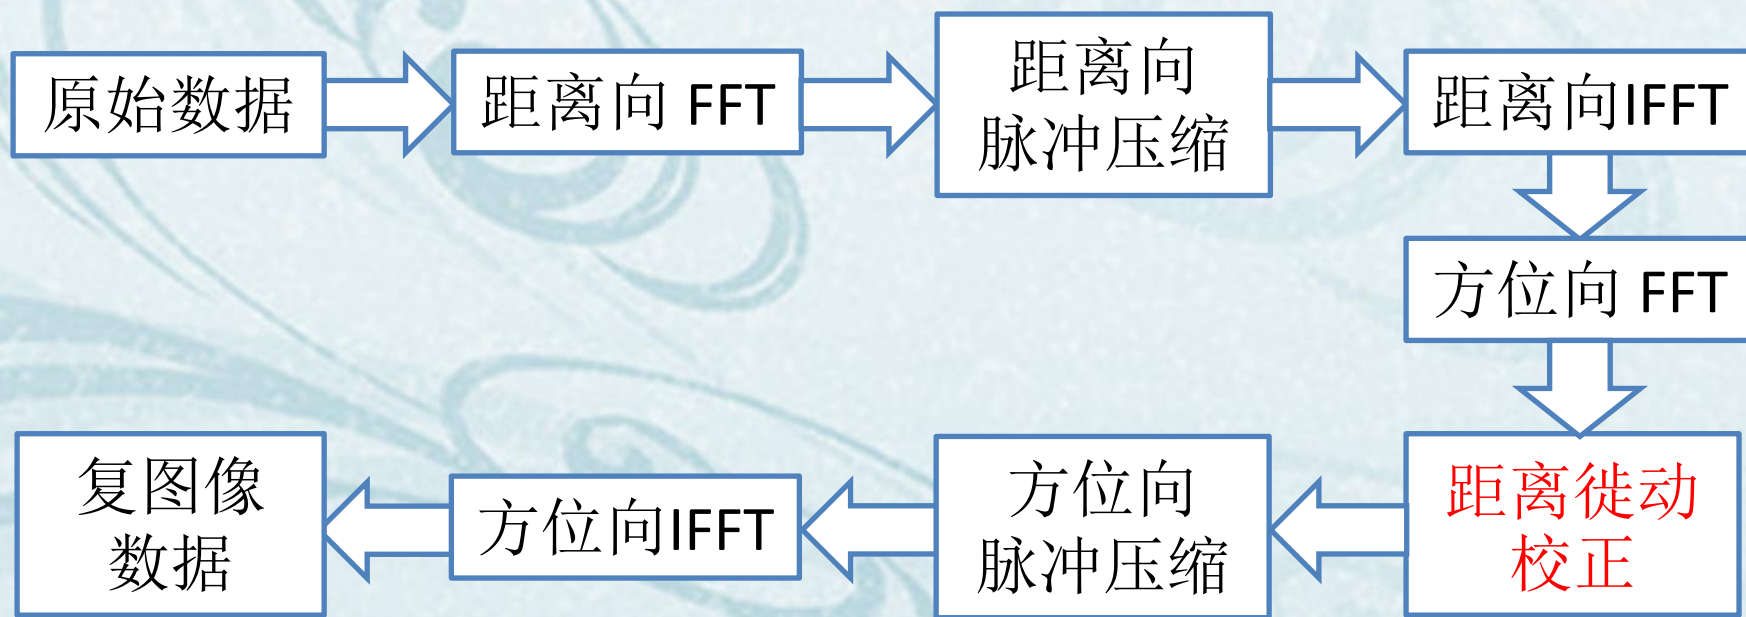 原始数据
距离向 FFT
距离向
脉冲压缩
距离向IFFT
方位向 FFT
距离徙动
校正
方位向
脉冲压缩
方位向IFFT
复图像
数据